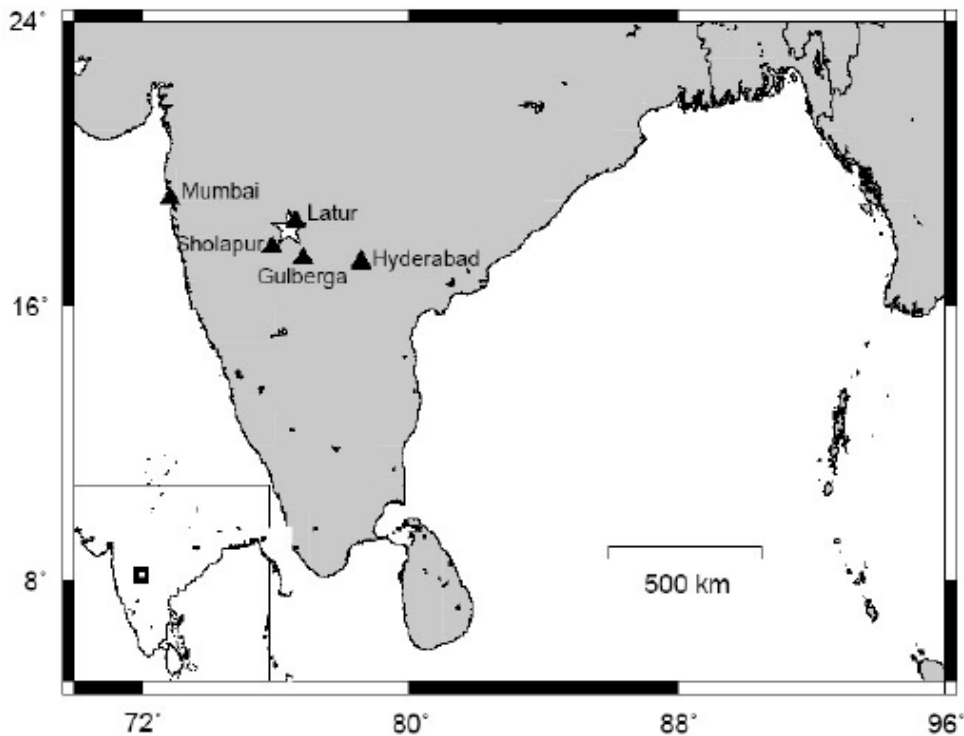 24°
Mumbai
Latur
Sholapur
Hyderabad
Gulberga
16°
8°
500 km
72° 80° 88° 96°